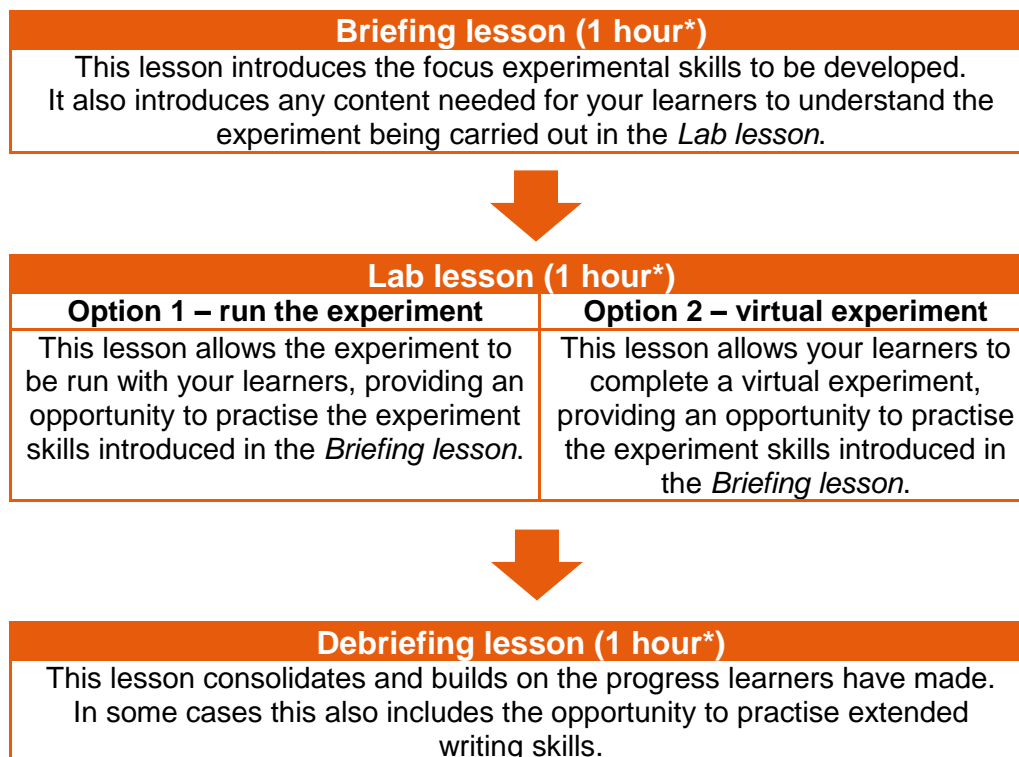 Briefing lesson (1 hour*)
This lesson introduces the focus experimental skills to be developed.
It also introduces any content needed for your learners to understand the
experiment being carried out in the Lab lesson.
Lab lesson (1 hour*)
Option 1 – run the experiment
This lesson allows the experiment to
be run with your learners, providing an
opportunity to practise the experiment
skills introduced in the Briefing lesson.
Option 2 – virtual experiment
This lesson allows your learners to
complete a virtual experiment,
providing an opportunity to practise
the experiment skills introduced in
the Briefing lesson.
Debriefing lesson (1 hour*)
This lesson consolidates and builds on the progress learners have made.
In some cases this also includes the opportunity to practise extended
writing skills.